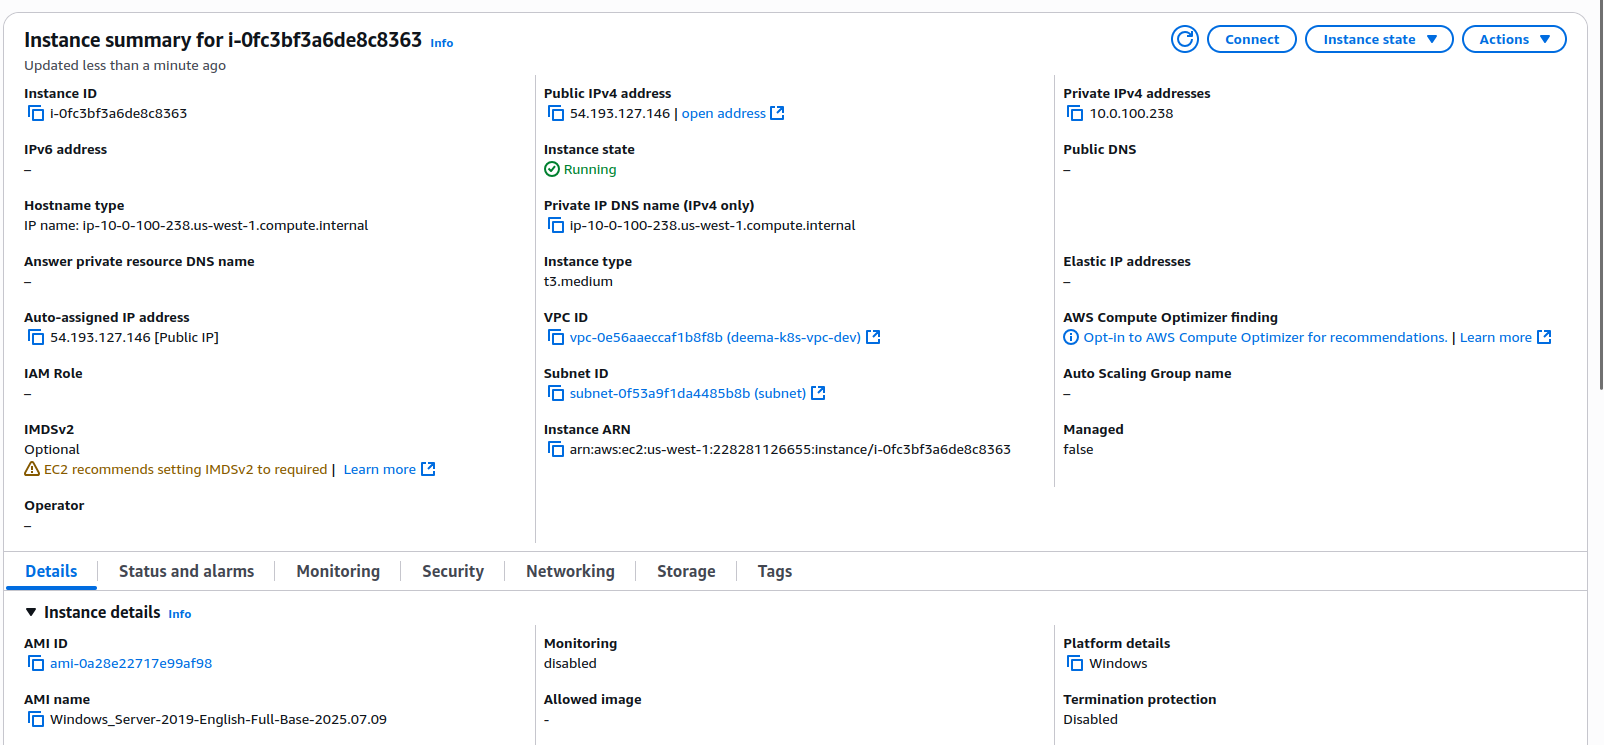 Instance summary for i-0fc3bf3a6de8c8363 Info
Updated less than a minute ago
Connect
Instance state
Actions
Instance ID
i-0fc3bf3a6de8c8363
Public IPv4 address
54.193.127.146 | open address
Private IPv4 addresses
10.0.100.238
IPv6 address
–
Instance state
Running
Public DNS
–
Hostname type
IP name: ip-10-0-100-238.us-west-1.compute.internal
Private IP DNS name (IPv4 only)
ip-10-0-100-238.us-west-1.compute.internal
Answer private resource DNS name
–
Instance type
t3.medium
Elastic IP addresses
–
Auto-assigned IP address
54.193.127.146 [Public IP]
VPC ID
vpc-0e56aaeccaf1b8f8b (deema-k8s-vpc-dev)
AWS Compute Optimizer finding
Opt-in to AWS Compute Optimizer for recommendations. | Learn more
IAM Role
–
Subnet ID
subnet-0f53a9f1da4485b8b (subnet)
Auto Scaling Group name
–
IMDSv2
Optional
EC2 recommends setting IMDSv2 to required | Learn more
Instance ARN
arn:aws:ec2:us-west-1:228281126655:instance/i-0fc3bf3a6de8c8363
Managed
false
Operator
–
Details
Status and alarms
Monitoring
Security
Networking
Storage
Tags
Instance details Info
AMI ID
ami-0a28e22717e99af98
Monitoring
disabled
Platform details
Windows
AMI name
Windows_Server-2019-English-Full-Base-2025.07.09
Allowed image
-
Termination protection
Disabled